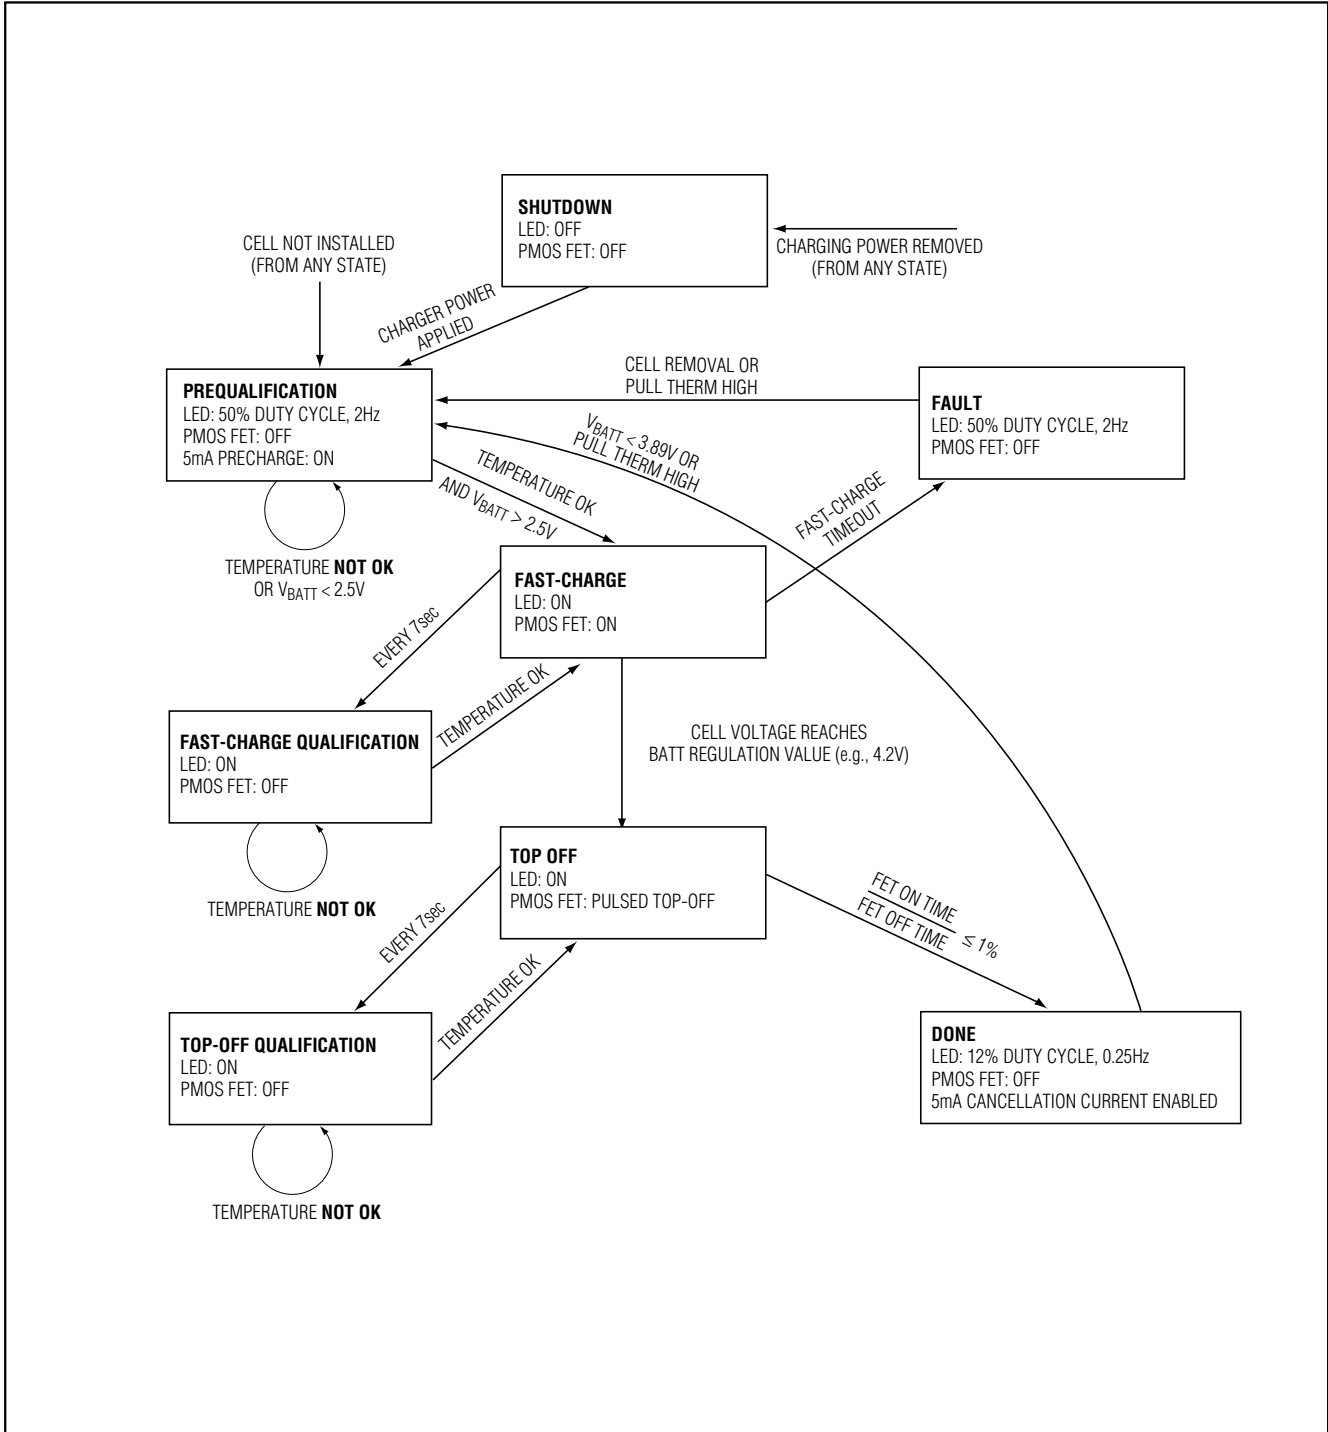 SHUTDOWN
LED: OFF
PMOS FET: OFF
CELL NOT INSTALLED
(FROM ANY STATE)
CHARGING POWER REMOVED
(FROM ANY STATE)
CHARGER POWER
APPLIED
CELL REMOVAL OR
PULL THERM HIGH
PREQUALIFICATION
LED: 50% DUTY CYCLE, 2Hz
PMOS FET: OFF
5mA PRECHARGE: ON
FAULT
LED: 50% DUTY CYCLE, 2Hz
PMOS FET: OFF
VBATT < 3.89V OR
PULL THERM HIGH
TEMPERATURE OK
AND VBATT > 2.5V
FAST-CHARGE
TIMEOUT
TEMPERATURE NOT OK
OR VBATT < 2.5V
FAST-CHARGE
LED: ON
PMOS FET: ON
EVERY 7sec
TEMPERATURE OK
FAST-CHARGE QUALIFICATION
LED: ON
PMOS FET: OFF
CELL VOLTAGE REACHES
BATT REGULATION VALUE (e.g., 4.2V)
TEMPERATURE NOT OK
TOP OFF
LED: ON
PMOS FET: PULSED TOP-OFF
FET ON TIME
FET OFF TIME
≤ 1%
EVERY 7sec
TEMPERATURE OK
TOP-OFF QUALIFICATION
LED: ON
PMOS FET: OFF
DONE
LED: 12% DUTY CYCLE, 0.25Hz
PMOS FET: OFF
5mA CANCELLATION CURRENT ENABLED
TEMPERATURE NOT OK